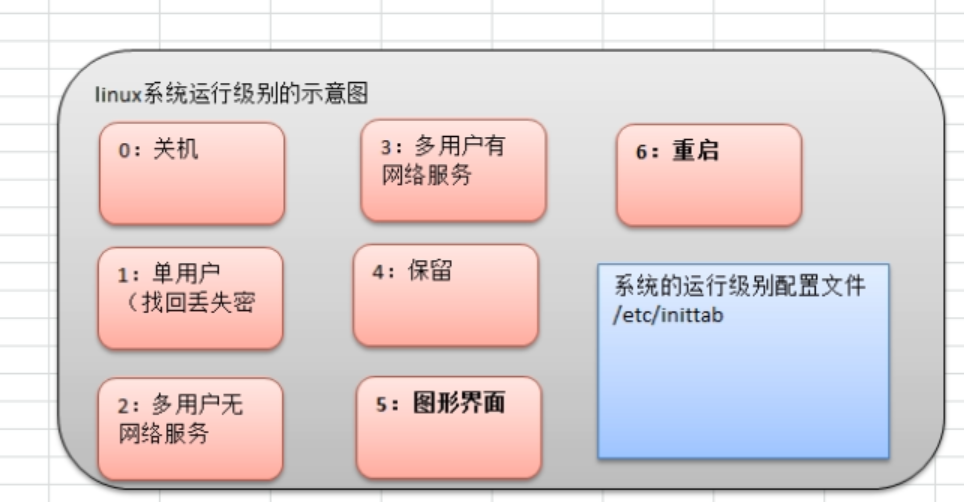 linux系统运行级别的示意图
0：关机
1：单用户
（找回丢失密
2：多用户无
网络服务
3：多用户有
网络服务
4：保留
5：图形界面
6：重启
系统的运行级别配置文件
/etc/inittab